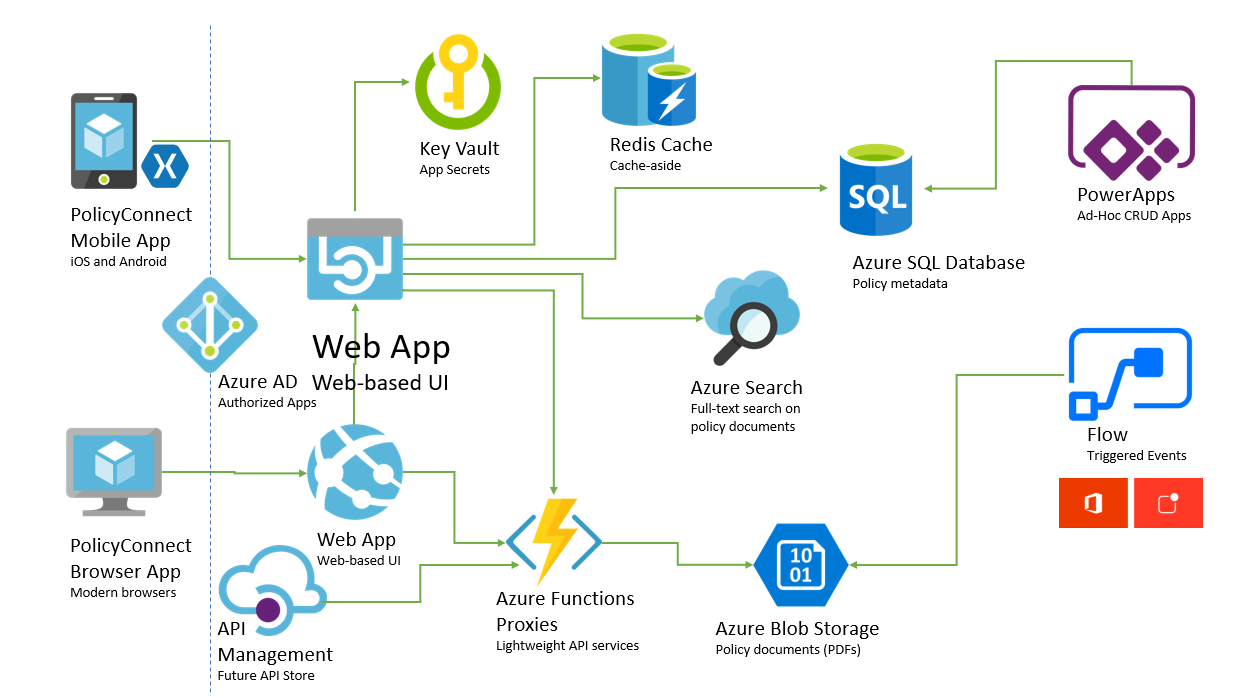 Key Vault
App Secrets
Redis Cache
Cache-aside
SQL
PowerApps
Ad-Hoc CRUD Apps
PolicyConnect
Mobile App
iOS and Android
Azure SQL Database
Policy metadata
Web App
Web-based UI
Azure AD
Authorized Apps
Azure Search
Full-text search on
policy documents
Flow
Triggered Events
PolicyConnect
Browser App
Modern browsers
Web App
Web-based UI
10
01
Azure Functions
Proxies
Lightweight API services
Azure Blob Storage
Policy documents (PDFs)
API
Management
Future API Store